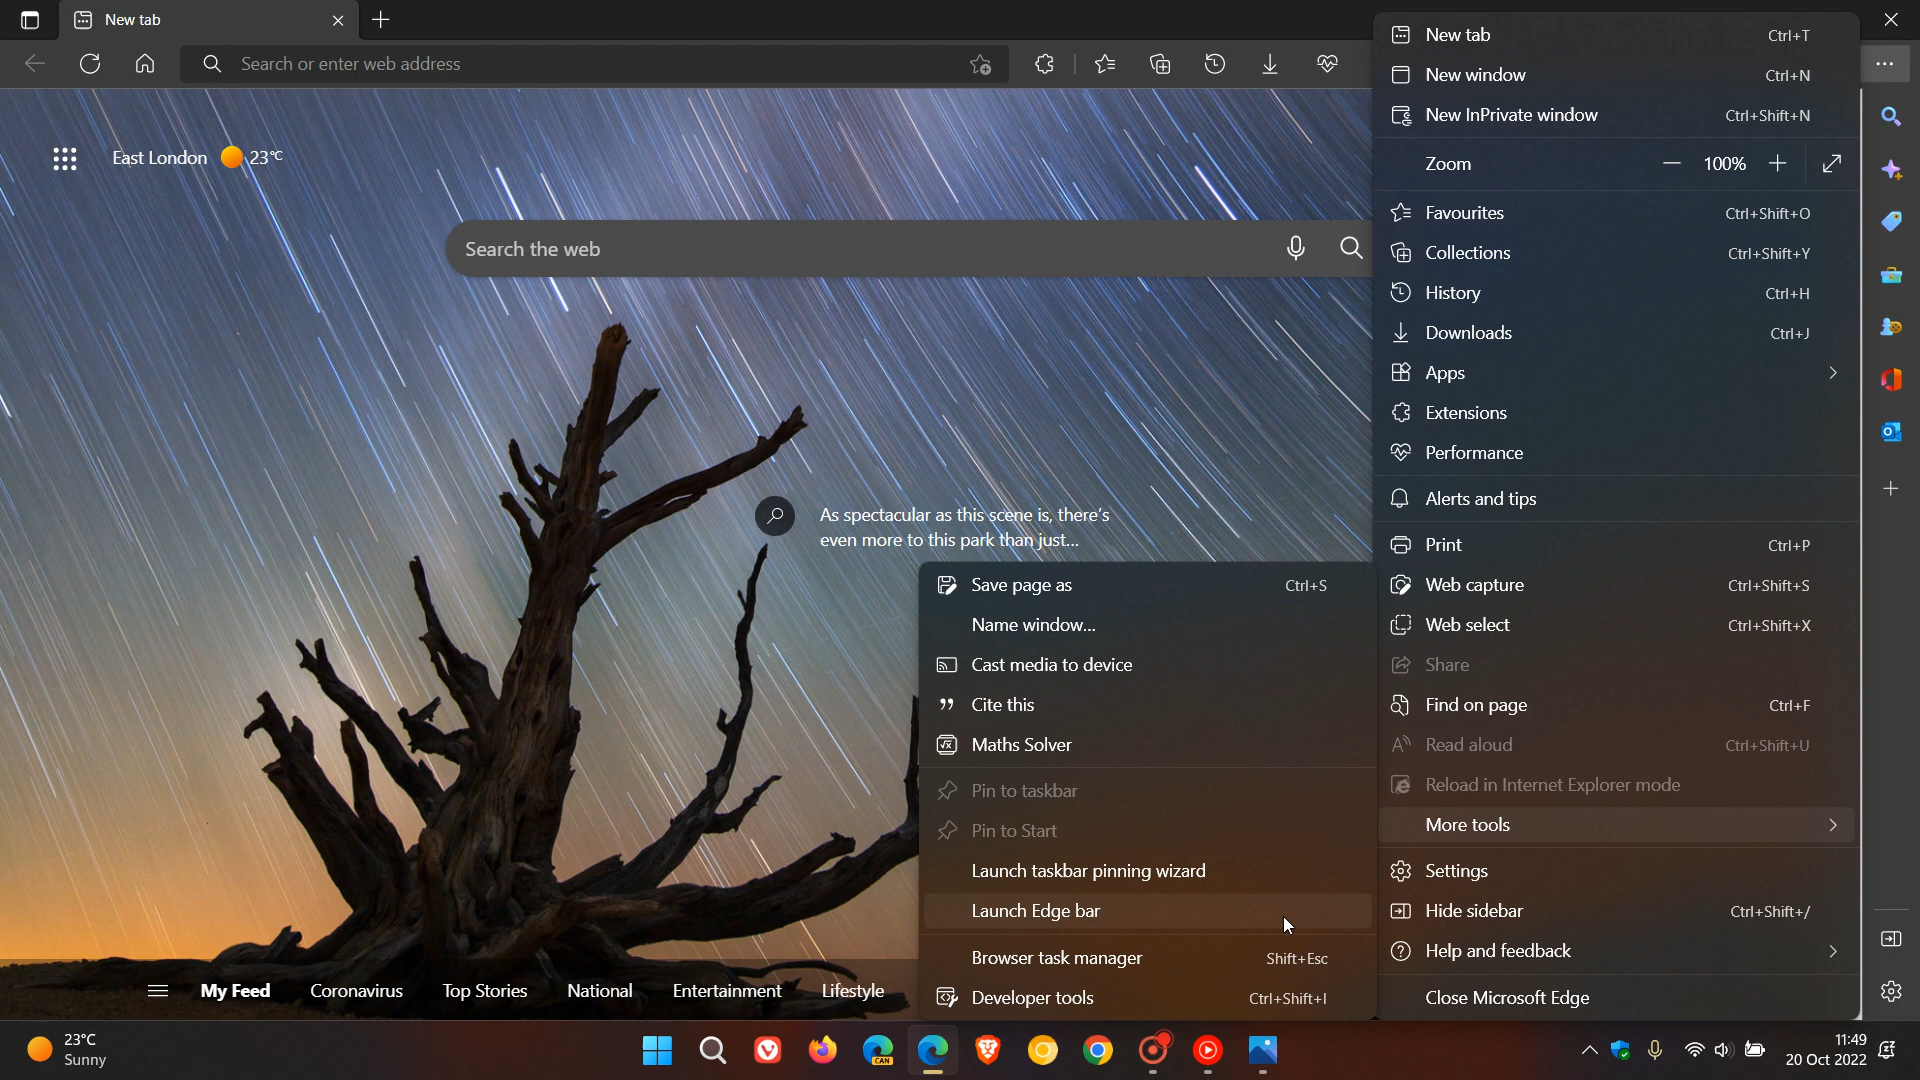 New tab
Search or enter web address
East London 23°C
Search the web
As spectacular as this scene is, there's
even more to this park than just...
My Feed Coronavirus Top Stories National Entertainment Lifestyle
New tab Ctrl+T
New window Ctrl+N
New InPrivate window Ctrl+Shift+N
Zoom 100%
Favourites Ctrl+Shift+O
Collections Ctrl+Shift+Y
History Ctrl+H
Downloads Ctrl+J
Apps
Extensions
Performance
Alerts and tips
Print Ctrl+P
Web capture Ctrl+Shift+S
Web select Ctrl+Shift+X
Share
Find on page Ctrl+F
Read aloud Ctrl+Shift+U
Reload in Internet Explorer mode
More tools
Settings
Hide sidebar Ctrl+Shift+/
Help and feedback
Close Microsoft Edge
Save page as Ctrl+S
Name window...
Cast media to device
Cite this
Maths Solver
Pin to taskbar
Pin to Start
Launch taskbar pinning wizard
Launch Edge bar
Browser task manager Shift+Esc
Developer tools Ctrl+Shift+I
23°C
Sunny
CAN
11:49
20 Oct 2022